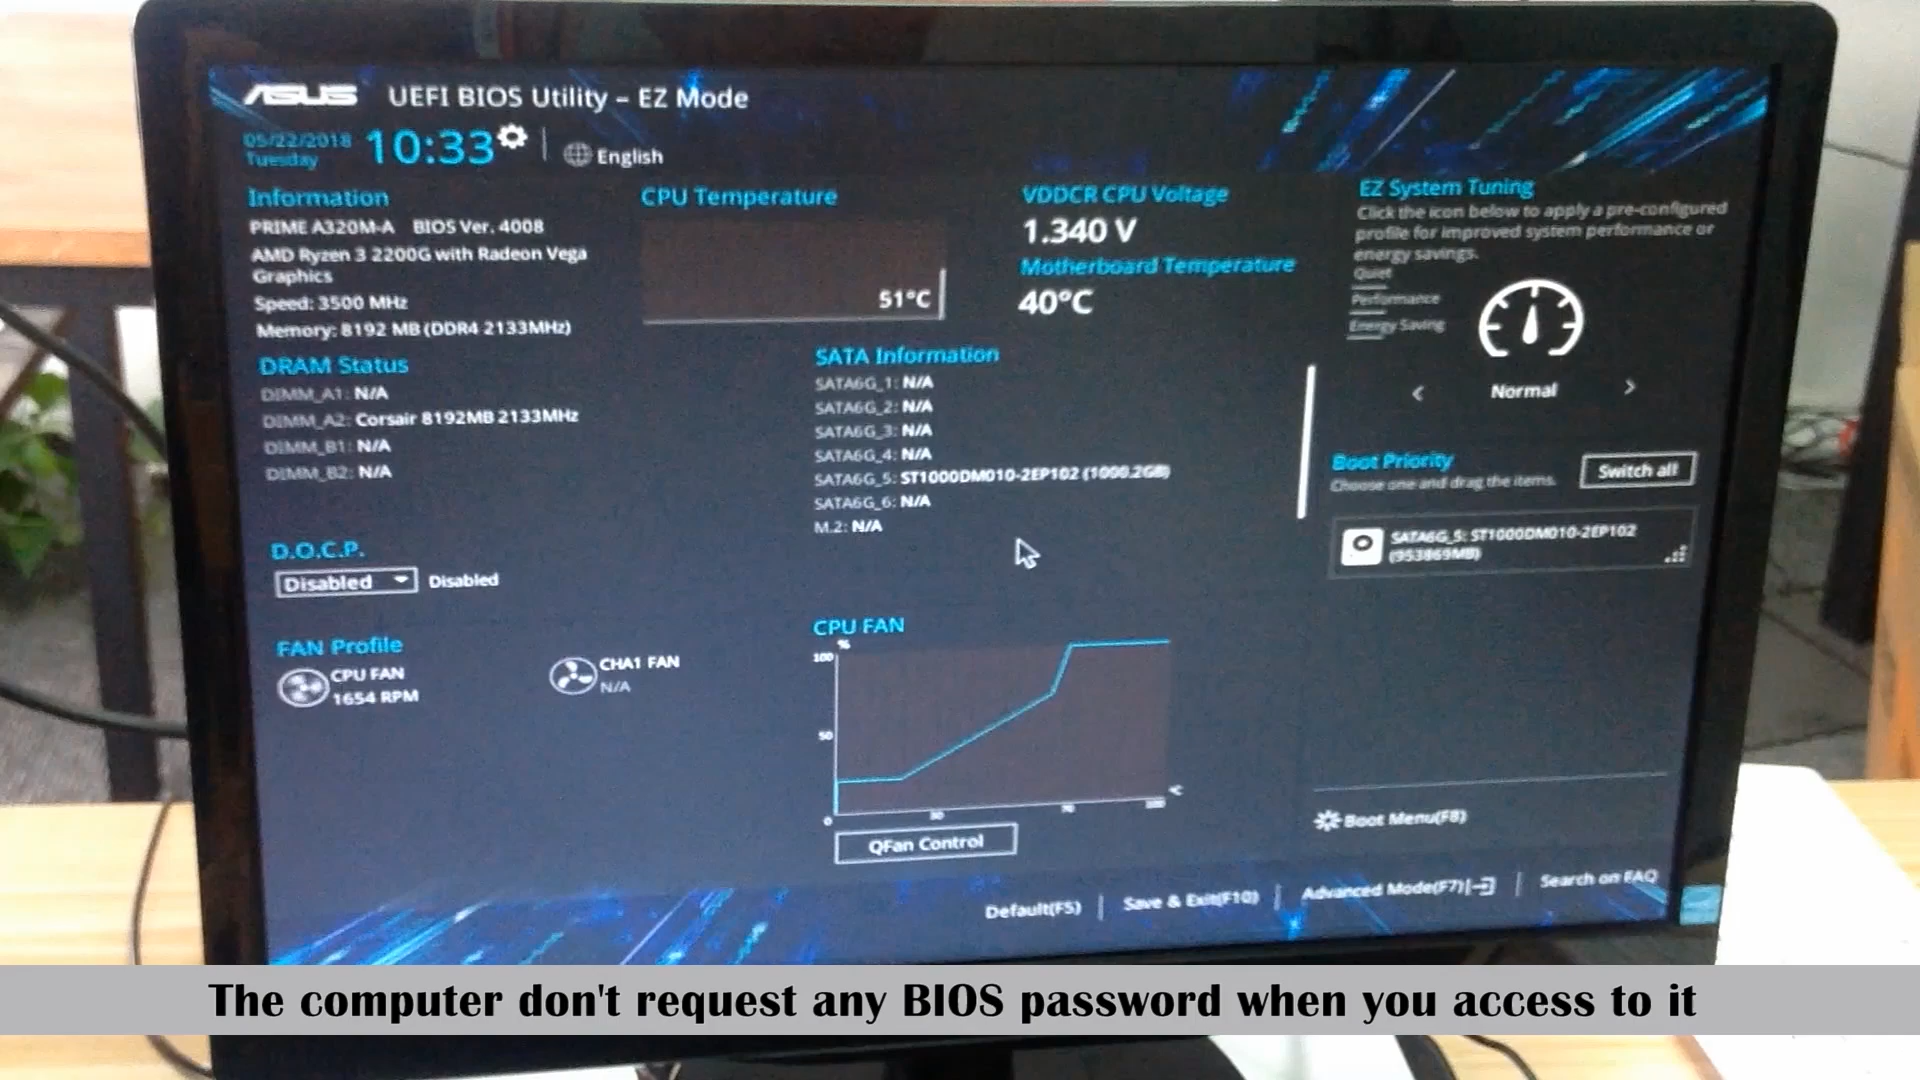 ASUS UEFI BIOS Utility – EZ Mode
05/22/2018
Tuesday
10:33
English
Information
PRIME A320M-A BIOS Ver. 4008
AMD Ryzen 3 2200G with Radeon Vega
Graphics
Speed: 3500 MHz
Memory: 8192 MB (DDR4 2133MHz)
CPU Temperature
51°C
VDDCR CPU Voltage
1.340 V
Motherboard Temperature
40°C
EZ System Tuning
Click the icon below to apply a pre-configured
profile for improved system performance or
energy savings.
Quiet
Performance
Energy Saving
< Normal >
DRAM Status
DIMM_A1: N/A
DIMM_A2: Corsair 8192MB 2133MHz
DIMM_B1: N/A
DIMM_B2: N/A
SATA Information
SATA6G_1: N/A
SATA6G_2: N/A
SATA6G_3: N/A
SATA6G_4: N/A
SATA6G_5: ST1000DM010-2EP102 (1000.2GB)
SATA6G_6: N/A
M.2: N/A
Boot Priority
Choose one and drag the items.
Switch all
SATA6G_5: ST1000DM010-2EP102
(953869MB)
D.O.C.P.
Disabled Disabled
FAN Profile
CPU FAN
1654 RPM
CHA1 FAN
N/A
CPU FAN
%
100
50
0
30
70
100
°C
QFan Control
Boot Menu(F8)
Default(F5) | Save & Exit(F10) | Advanced Mode(F7) | Search on FAQ
The computer don't request any BIOS password when you access to it